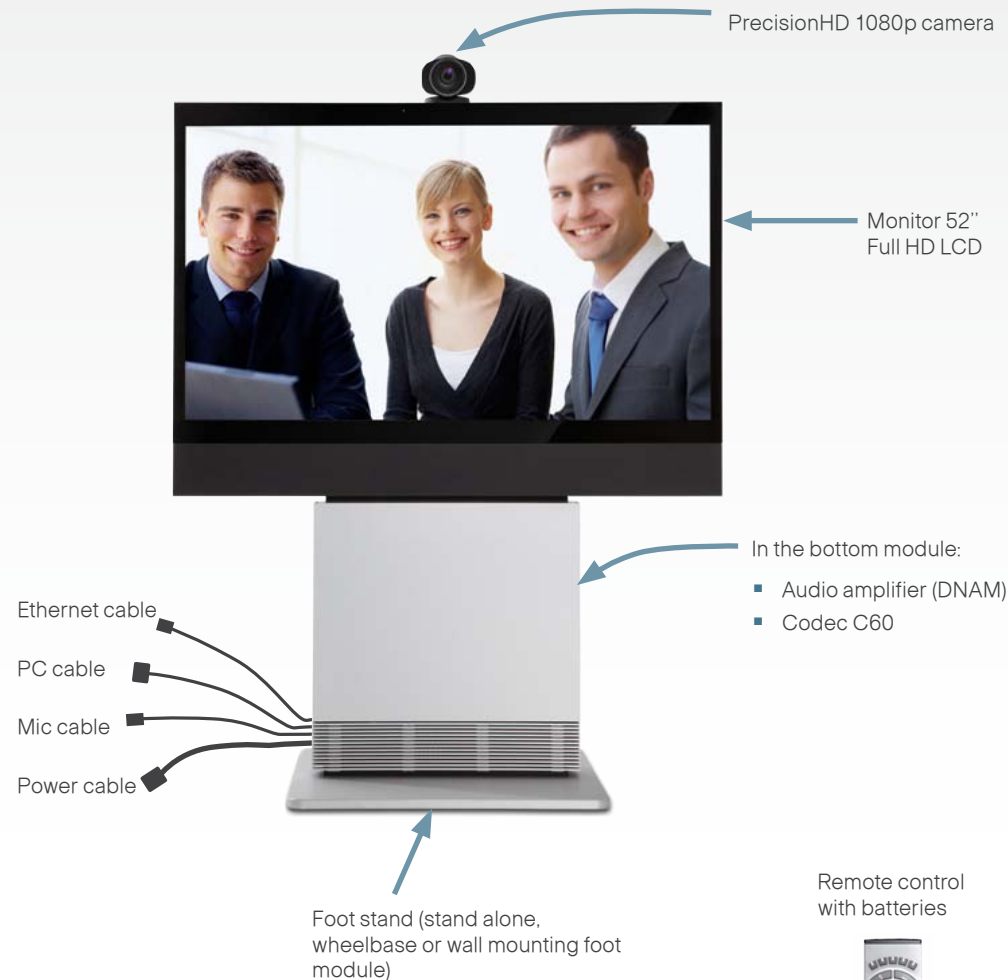 PrecisionHD 1080p camera
Monitor 52''
Full HD LCD
In the bottom module:
▪ Audio amplifier (DNAM)
▪ Codec C60
Ethernet cable
PC cable
Mic cable
Power cable
Foot stand (stand alone,
wheelbase or wall mounting foot
module)
Remote control
with batteries